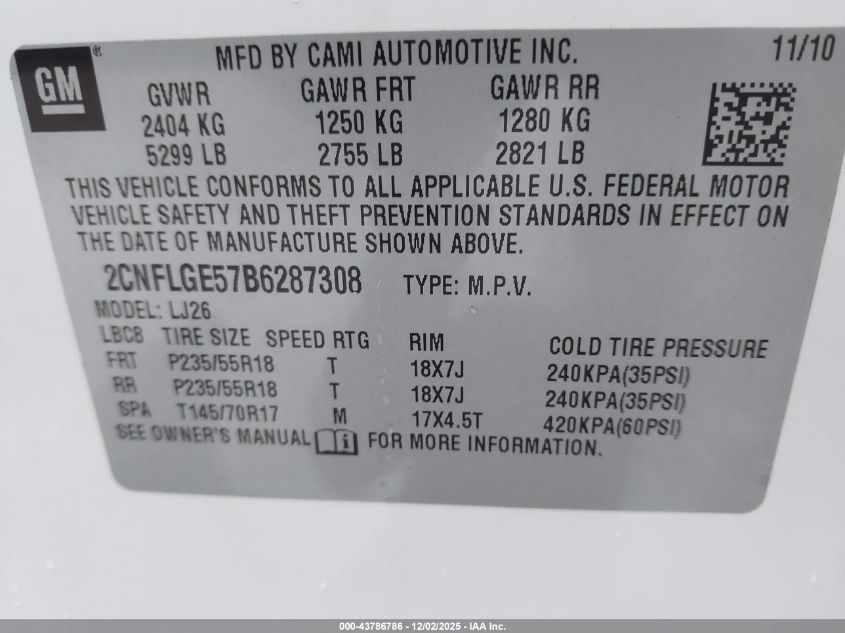 GM ® MFD BY CAMI AUTOMOTIVE INC. 11/10
GVWR GAWR FRT GAWR RR
2404 KG 1250 KG 1280 KG
5299 LB 2755 LB 2821 LB
THIS VEHICLE CONFORMS TO ALL APPLICABLE U.S. FEDERAL MOTOR
VEHICLE SAFETY AND THEFT PREVENTION STANDARDS IN EFFECT ON
THE DATE OF MANUFACTURE SHOWN ABOVE.
2CNFLGE57B6287308 TYPE: M.P.V.
MODEL: LJ26
LBC8 TIRE SIZE SPEED RTG RIM COLD TIRE PRESSURE
FRT P235/55R18 T 18X7J 240KPA(35PSI)
RR P235/55R18 T 18X7J 240KPA(35PSI)
SPA T145/70R17 M 17X4.5T 420KPA(60PSI)
SEE OWNER'S MANUAL i FOR MORE INFORMATION.
000-43786786 - 12/02/2025 - IAA Inc.